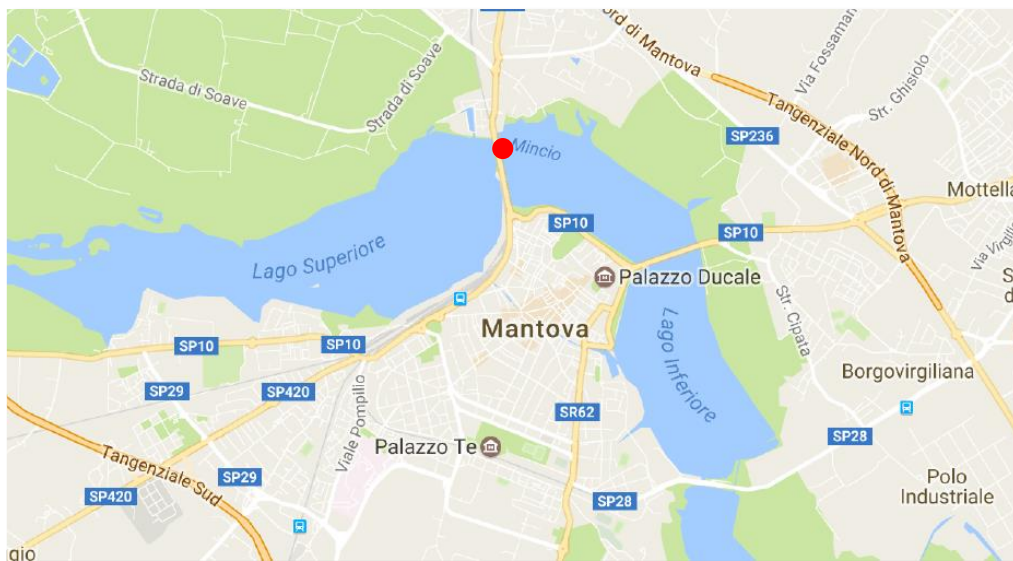 ord di Mantova
Via Fossaman
Strada di Soave
Strada di Soave
Tangenziale Nord di Mantova
Str. Ghisiolo
SP236
Mincio
Mottella
SP10
SP10
Via Virgilio
Lago Superiore
Palazzo Ducale
Str. Cipata
Mantova
Lago Inferiore
SP10
SP10
Borgovirgiliana
SP29
SP420
Viale Pompilio
SR62
SP28
Palazzo Te
Tangenziale Sud
SP29
SP420
SP28
Polo
Industriale
gio